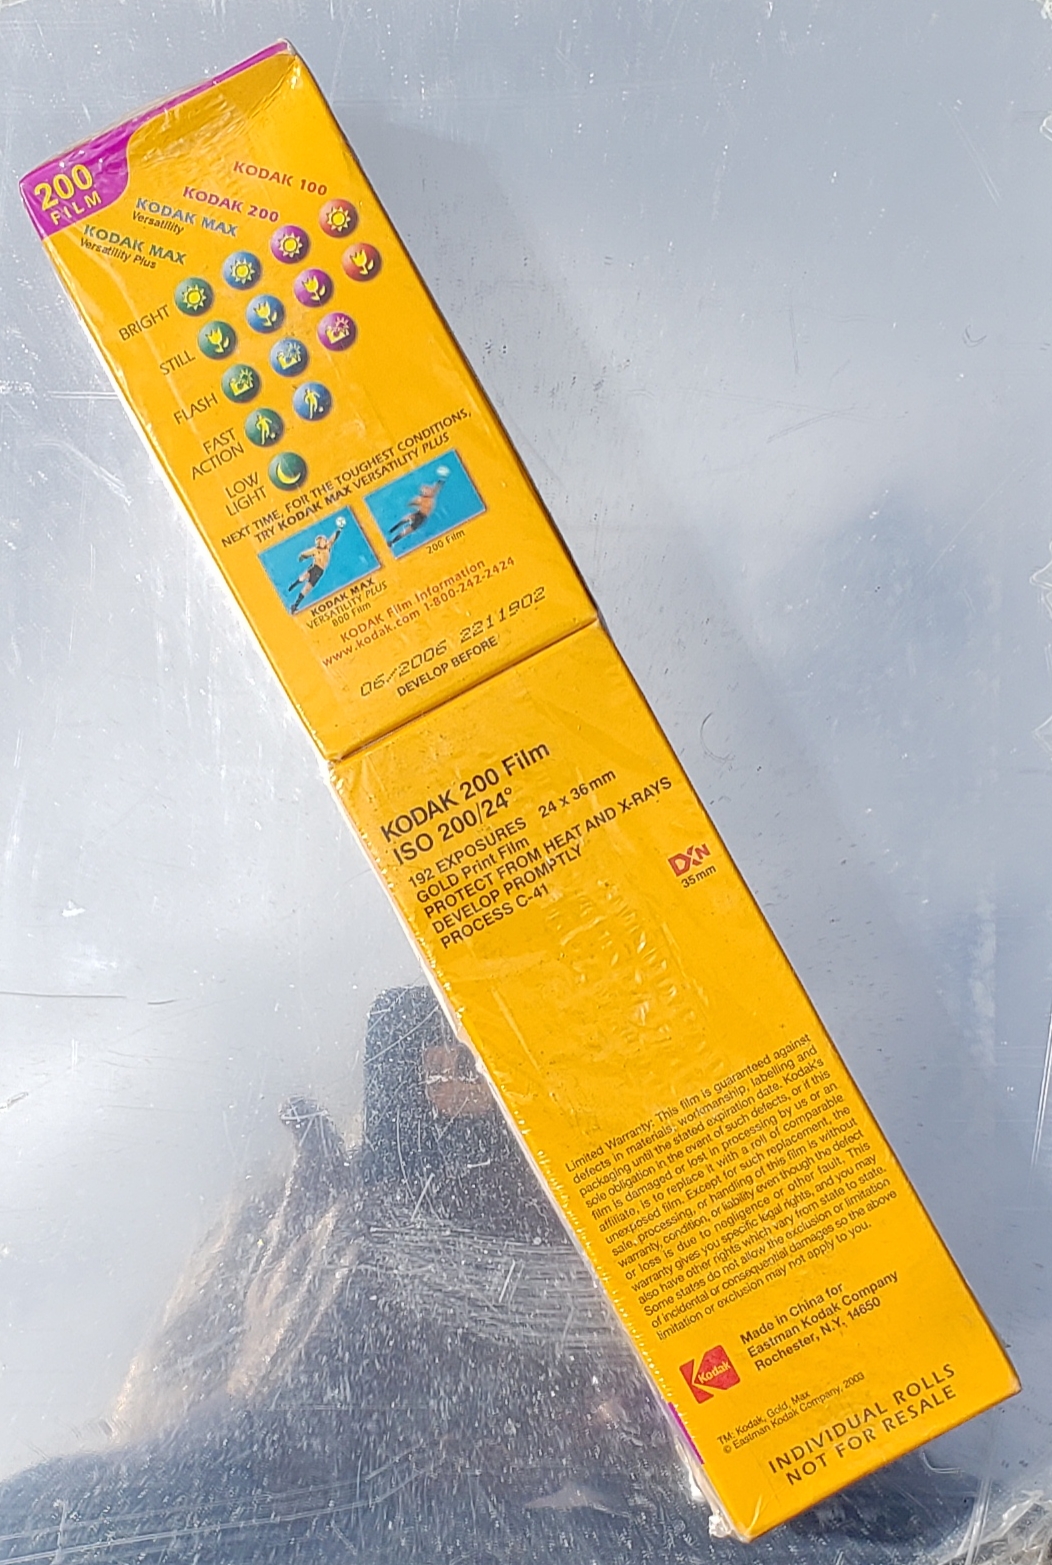 200
FILM
KODAK 100
KODAK 200
KODAK MAX
Versatility
KODAK MAX
Versatility Plus
BRIGHT
STILL
FLASH
FAST
ACTION
LOW
LIGHT
NEXT TIME, FOR THE TOUGHEST CONDITIONS,
TRY KODAK MAX VERSATILITY PLUS
KODAK MAX
VERSATILITY PLUS
800 Film
200 Film
KODAK Film Information
www.kodak.com 1-800-242-2424
06/2006 2211902
DEVELOP BEFORE
KODAK 200 Film
ISO 200/24°
192 EXPOSURES 24 x 36mm
GOLD Print Film
PROTECT FROM HEAT AND X-RAYS
DEVELOP PROMPTLY
PROCESS C-41
DXN
35mm
Limited Warranty: This film is guaranteed against
defects in materials, workmanship, labelling and
packaging until the stated expiration date. Kodak's
sole obligation in the event of such defects, or if this
film is damaged or lost in processing by us or an
affiliate, is to replace it with a roll of comparable
unexposed film. Except for such replacement, the
sale, processing, or handling of this film is without
warranty, condition, or liability even though the defect
or loss is due to negligence or other fault. This
warranty gives you specific legal rights, and you may
also have other rights which vary from state to state.
Some states do not allow the exclusion or limitation
of incidental or consequential damages so the above
limitation or exclusion may not apply to you.
Kodak
Made in China for
Eastman Kodak Company
Rochester, N.Y. 14650
TM: Kodak, Gold, Max
© Eastman Kodak Company, 2003
INDIVIDUAL ROLLS
NOT FOR RESALE